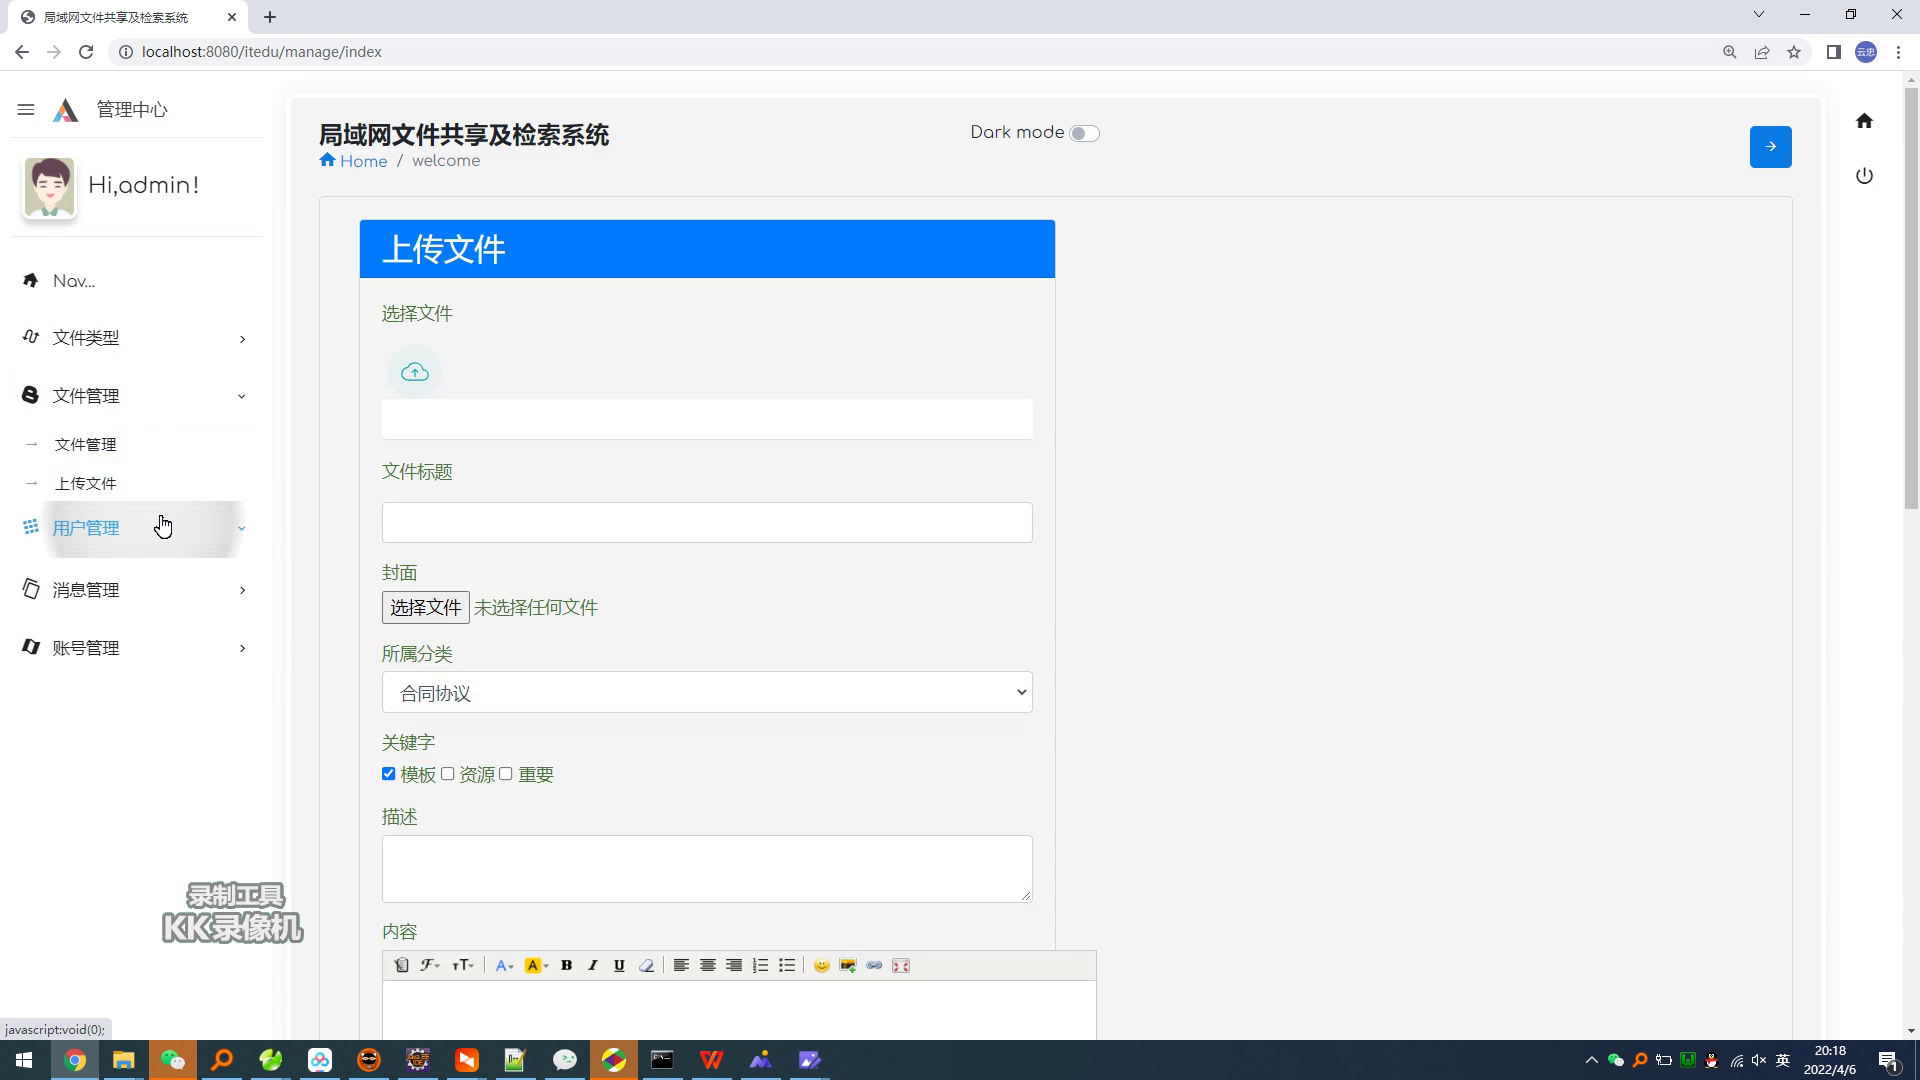 局域网文件共享及检索系统
localhost:8080/itedu/manage/index
云忠
管理中心
Hi,admin!
Nav...
文件类型
文件管理
文件管理
上传文件
用户管理
消息管理
账号管理
局域网文件共享及检索系统
Home / welcome
Dark mode
上传文件
选择文件
文件标题
封面
选择文件 未选择任何文件
所属分类
合同协议
关键字
模板 资源 重要
描述
内容
录制工具
KK录像机
javascript:void(0);
英
20:18
2022/4/6
1